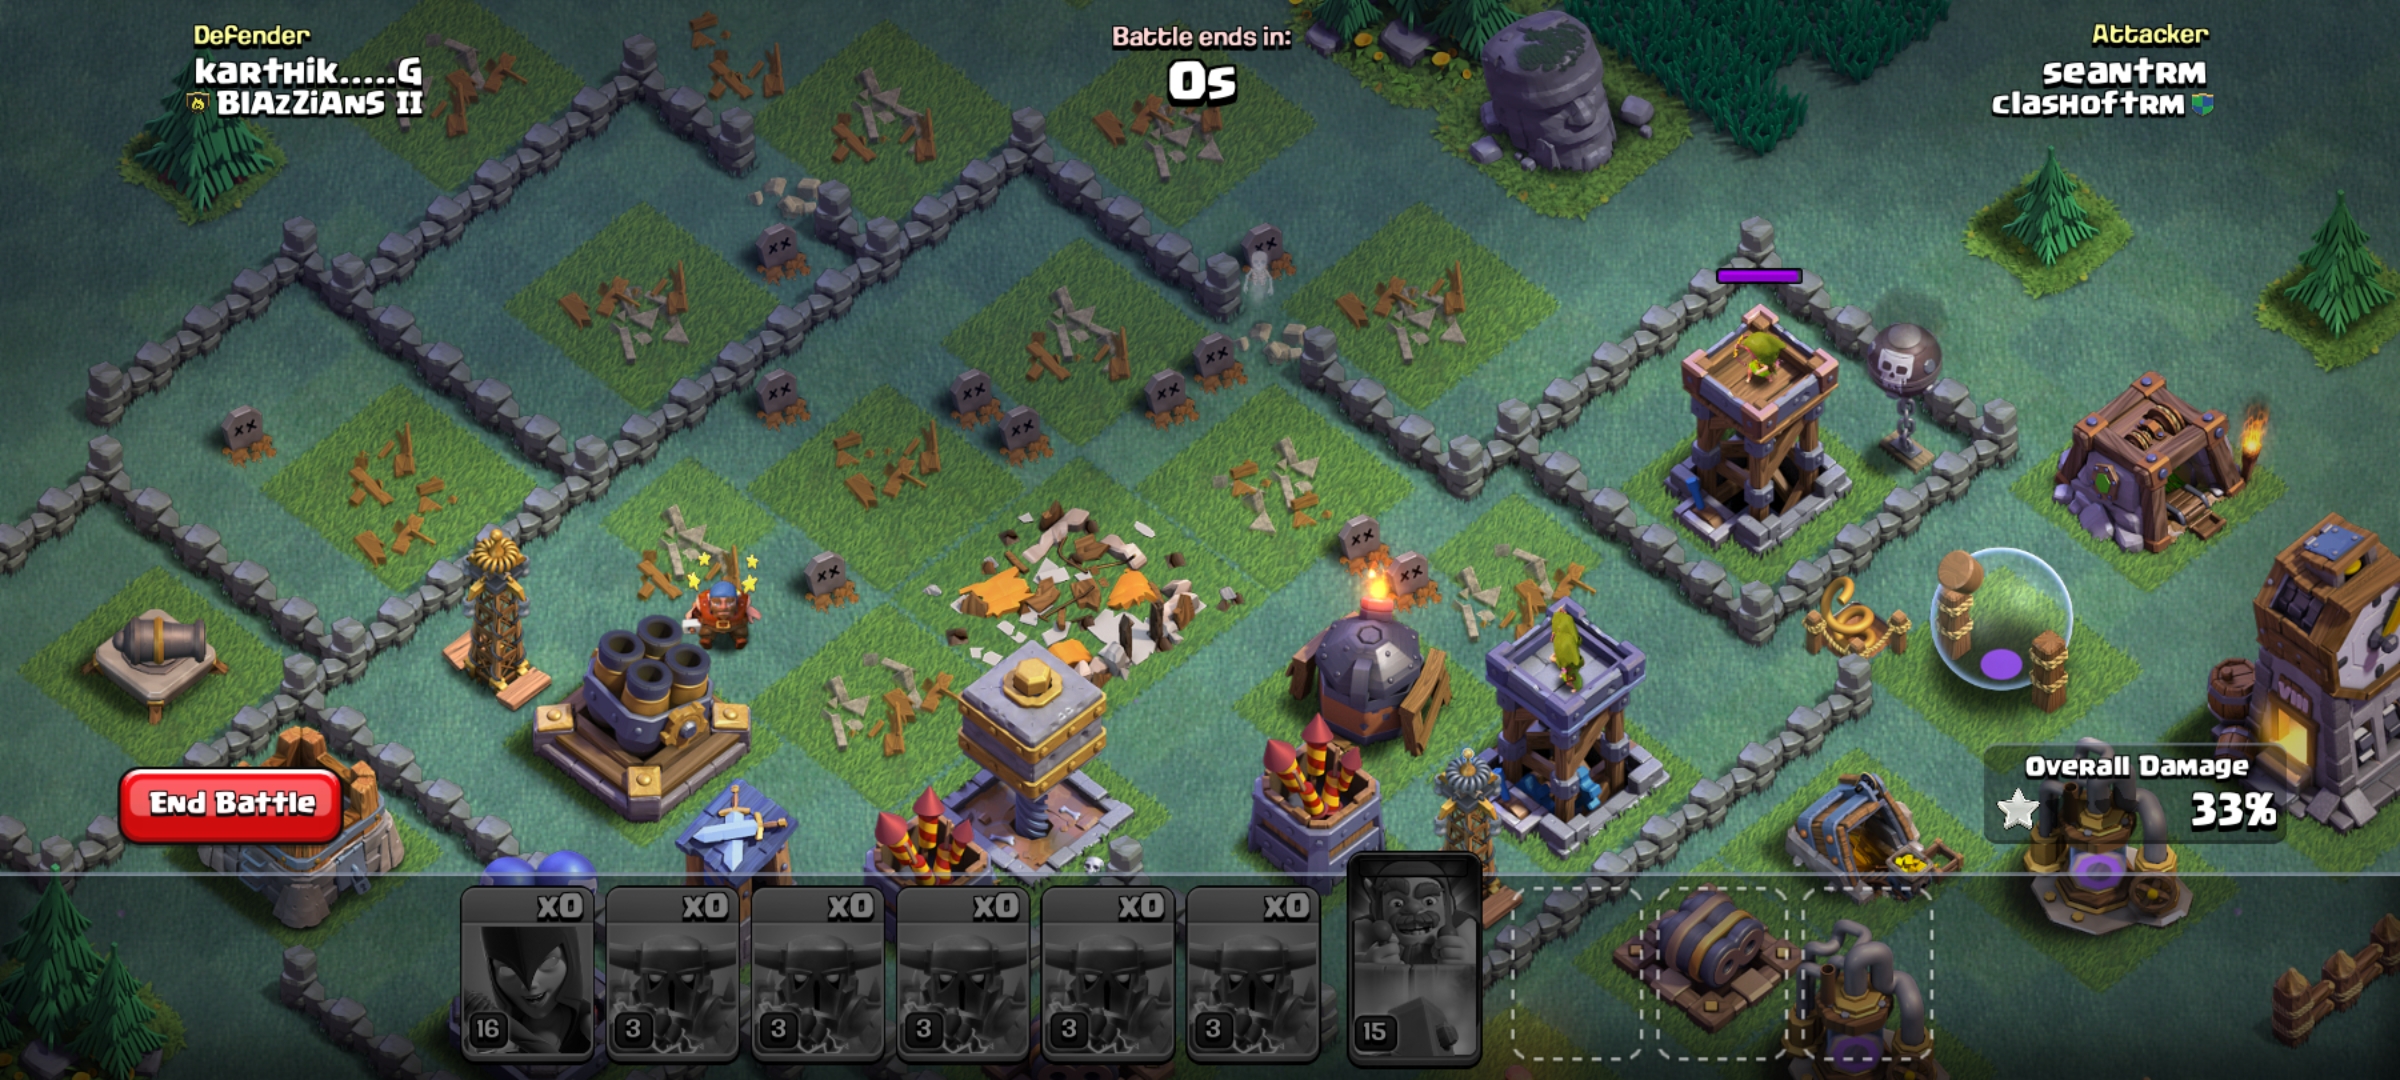 Defender
karthik.....G
BlAzZiANS II
Battle ends in:
0s
Attacker
seantRM
clashoftRM
End Battle
Overall Damage
33%
x0
x0
x0
x0
x0
x0
16
3
3
3
3
3
15